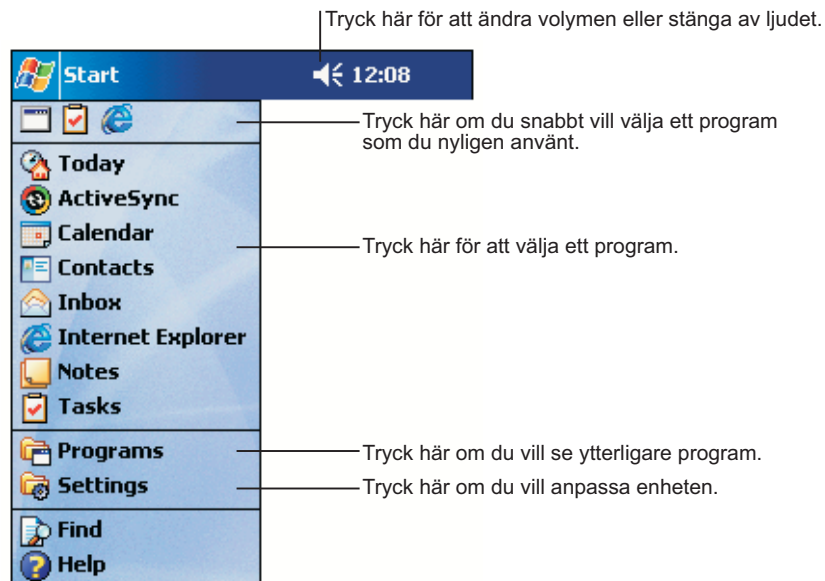 Tryck här för att ändra volymen eller stänga av ljudet.
Start 12:08
Tryck här om du snabbt vill välja ett program
som du nyligen använt.
Today
ActiveSync
Calendar
Tryck här för att välja ett program.
Contacts
Inbox
Internet Explorer
Notes
Tasks
Programs
Tryck här om du vill se ytterligare program.
Settings
Tryck här om du vill anpassa enheten.
Find
Help